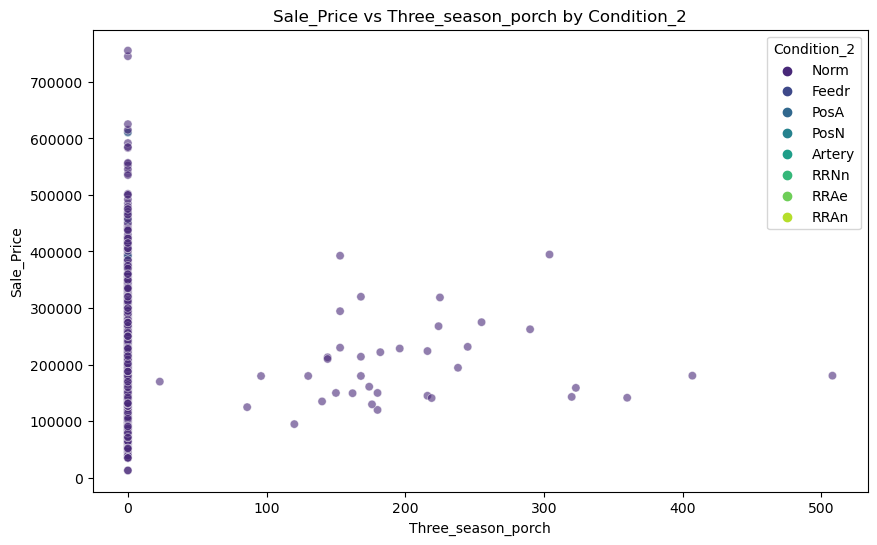 Sale_Price vs Three_season_porch by Condition_2
Condition_2
Norm
Feedr
PosA
PosN
Artery
RRNn
RRAe
RRAn
Sale_Price
700000
600000
500000
400000
300000
200000
100000
0
0 100 200 300 400 500
Three_season_porch